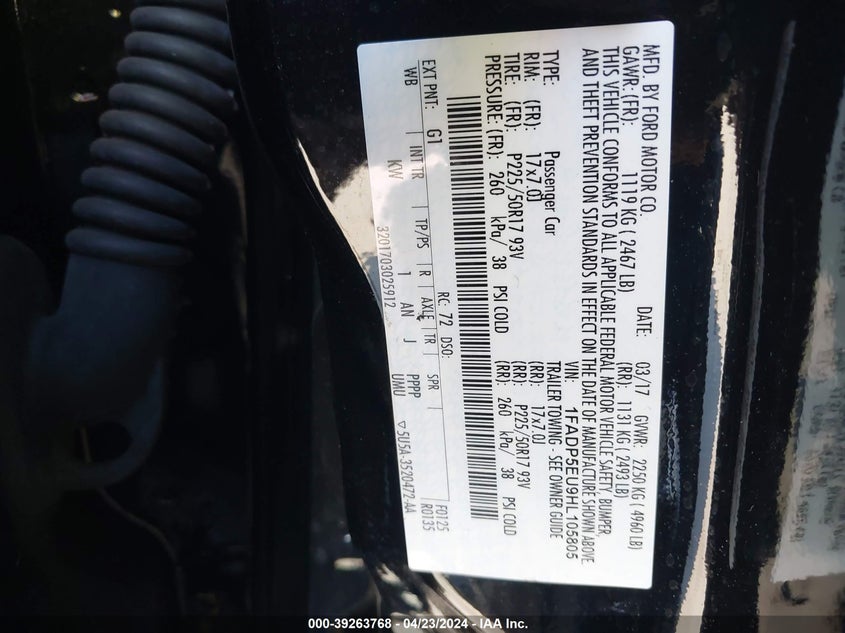 MFD. BY FORD MOTOR CO.
DATE: 03/17 GVWR: 2250 KG ( 4960 LB)
GAWR: (FR): 1119 KG ( 2467 LB) (RR): 1131 KG ( 2493 LB)
THIS VEHICLE CONFORMS TO ALL APPLICABLE FEDERAL MOTOR VEHICLE SAFETY, BUMPER,
AND THEFT PREVENTION STANDARDS IN EFFECT ON THE DATE OF MANUFACTURE SHOWN ABOVE
VIN: 1FADP5EU9HL105805
TYPE: Passenger Car TRAILER TOWING - SEE OWNER GUIDE
RIM: (FR): 17x7.0J (RR): 17x7.0J
TIRE: (FR): P225/50R17 93V (RR): P225/50R17 93V
PRESSURE: (FR): 260 kPa/ 38 PSI COLD (RR): 260 kPa/ 38 PSI COLD
RC: 72 DSO: F0125
EXT PNT: G1 R0135
WB INT TR TP/PS R AXLE TR SPR
KW 1 AN J PPPP UMU
3201703025912 ▽5U5A-3520472-AA
000-39263768 - 04/23/2024 - IAA Inc.